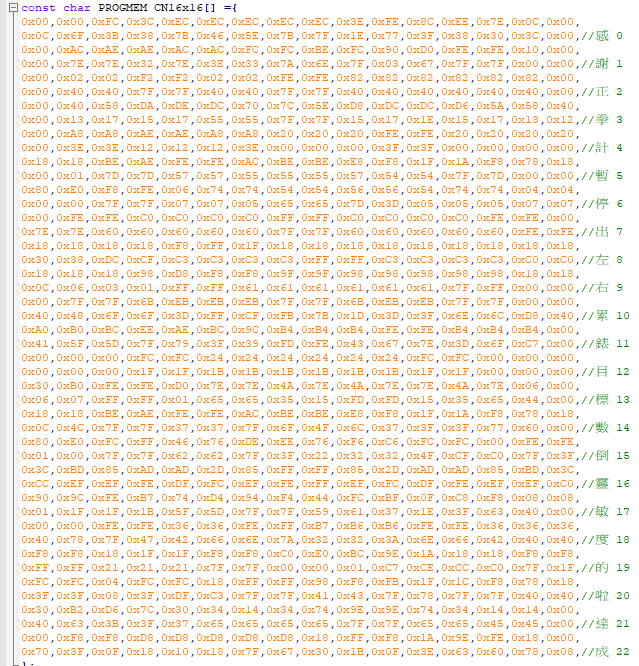 const char PROGMEM CN16x16[] ={
0x00,0x00,0xFC,0x3C,0xEC,0xEC,0xEC,0xEC,0xEC,0x3E,0xFE,0x8C,0xEE,0x7E,0x0C,0x00,
0x0C,0x6F,0x3B,0x38,0x7B,0x46,0x5E,0x7B,0x7F,0x1E,0x77,0x3F,0x38,0x30,0x3C,0x00,//感 0
0x00,0xAC,0xAE,0xAE,0xAC,0xAC,0xFC,0xFC,0xBE,0xFC,0x90,0xD0,0xFE,0xFE,0x10,0x00,
0x00,0x7E,0x7E,0x32,0x7E,0x3E,0x33,0x7A,0x6E,0x7F,0x03,0x67,0x7F,0x7F,0x00,0x00,//謝 1
0x00,0x02,0x02,0xF2,0xF2,0x02,0x02,0xFE,0xFE,0x82,0x82,0x82,0x82,0x82,0x00,
0x00,0x40,0x40,0x7F,0x7F,0x40,0x40,0x7F,0x7F,0x40,0x40,0x40,0x40,0x40,0x40,0x00,//正 2
0x00,0x40,0x58,0xDA,0xDE,0xDC,0x70,0x7C,0x5E,0xD8,0xDC,0xDC,0xD6,0x5A,0x58,0x40,
0x00,0x13,0x17,0x15,0x17,0x55,0x55,0x7F,0x7F,0x15,0x17,0x1E,0x15,0x17,0x13,0x12,//拳 3
0x00,0xA8,0xA8,0xAE,0xAE,0xA8,0xA8,0x20,0x20,0x20,0xFE,0xFE,0x20,0x20,0x20,0x20,
0x00,0x3E,0x3E,0x12,0x12,0x12,0x3E,0x00,0x00,0x00,0x3F,0x3F,0x00,0x00,0x00,0x00,//計 4
0x18,0x18,0xBE,0xAE,0xFE,0xFE,0xAC,0xBE,0xBE,0xE8,0xF8,0x1F,0x1A,0xF8,0x78,0x18,
0x00,0x01,0x7D,0x7D,0x57,0x57,0x55,0x55,0x55,0x57,0x54,0x54,0x7F,0x7D,0x00,0x00,//暫 5
0x80,0xE0,0xF8,0xFE,0x06,0x74,0x74,0x54,0x54,0x56,0x56,0x54,0x74,0x74,0x04,0x04,
0x00,0x00,0x7F,0x7F,0x07,0x07,0x05,0x65,0x65,0x7D,0x3D,0x05,0x05,0x05,0x07,0x07,//停 6
0x00,0xFE,0xFE,0xC0,0xC0,0xC0,0xC0,0xFF,0xFF,0xC0,0xC0,0xC0,0xC0,0xFE,0xFE,0x00,
0x7E,0x7E,0x60,0x60,0x60,0x60,0x60,0x7F,0x7F,0x60,0x60,0x60,0x60,0x60,0xFE,0xFE,//出 7
0x18,0x18,0x18,0x18,0xF8,0xFF,0x1F,0x18,0x18,0x18,0x18,0x18,0x18,0x18,0x18,0x18,
0x30,0x38,0xDC,0xCF,0xC3,0xC3,0xC3,0xC3,0xFF,0xFF,0xC3,0xC3,0xC3,0xC3,0xC0,0xC0,//左 8
0x18,0x18,0x18,0x98,0xD8,0xF8,0xF8,0x9F,0x9F,0x98,0x98,0x98,0x98,0x98,0x18,0x18,
0x0C,0x06,0x03,0x01,0xFF,0xFF,0x61,0x61,0x61,0x61,0x61,0x61,0x7F,0xFF,0x00,0x00,//右 9
0x00,0x7F,0x7F,0x6B,0xEB,0xEB,0xEB,0x7F,0x7F,0x6B,0xEB,0xEB,0x7F,0x7F,0x00,0x00,
0x40,0x48,0x6F,0x6F,0x3D,0xFF,0xCF,0xFB,0x7B,0x1D,0x3D,0x3F,0x6E,0x6C,0xD8,0x40,//累 10
0xA0,0xB0,0xBC,0xEE,0xAE,0xBC,0x9C,0xB4,0xB4,0xB4,0xFE,0xFE,0xB4,0xB4,0xB4,0x00,
0x41,0x5F,0x5D,0x7F,0x79,0x3F,0x39,0xFD,0xFE,0x43,0x67,0x7E,0x3D,0x6F,0xC7,0x00,//錶 11
0x00,0x00,0x00,0xFC,0xFC,0x24,0x24,0x24,0x24,0x24,0x24,0xFC,0xFC,0x00,0x00,0x00,
0x00,0x00,0x00,0x1F,0x1F,0x1B,0x1B,0x1B,0x1B,0x1B,0x1B,0x1F,0x1F,0x00,0x00,0x00,//目 12
0x30,0xB0,0xFE,0xFE,0xD0,0x7E,0x7E,0x4A,0x7E,0x4A,0x7E,0x7E,0x4A,0x7E,0x06,0x00,
0x06,0x07,0xFF,0xFF,0x01,0x65,0x65,0x35,0x15,0xFD,0xFD,0x15,0x35,0x65,0x44,0x00,//標 13
0x18,0x18,0xBE,0xAE,0xFE,0xFE,0xAC,0xBE,0xBE,0xE8,0xF8,0x1F,0x1A,0xF8,0x78,0x18,
0x0C,0x4C,0x7F,0x7F,0x37,0x37,0x7F,0x6F,0x4F,0x6C,0x37,0x3F,0x3F,0x77,0x60,0x00,//數 14
0x80,0xE0,0xFC,0xFF,0x46,0x76,0xDE,0xEE,0x76,0xF6,0xC6,0xFC,0xFC,0x00,0xFE,0xFE,
0x01,0x00,0x7F,0x7F,0x62,0x62,0x7F,0x3F,0x22,0x32,0x32,0x4F,0xCF,0xC0,0x7F,0x3F,//倒 15
0x3C,0xBD,0x85,0xAD,0xAD,0x2D,0x85,0xFF,0xFF,0x85,0x2D,0xAD,0xAD,0x85,0xBD,0x3C,
0xCC,0xEF,0xEF,0xFE,0xDF,0xFC,0xEF,0xFE,0xFF,0xEF,0xFC,0xDF,0xFE,0xEF,0xEF,0xC0,//靈 16
0x90,0x9C,0xFE,0xB7,0x74,0xD4,0x94,0xF4,0x44,0xFC,0xBF,0x0F,0xC8,0xF8,0x08,0x08,
0x01,0x1F,0x1F,0x1B,0x5F,0x5D,0x7F,0x7F,0x59,0x61,0x37,0x1E,0x3F,0x63,0x40,0x00,//敏 17
0x00,0x00,0xFE,0xFE,0x36,0x36,0xFE,0xFF,0xB7,0xB6,0xB6,0xFE,0xFE,0x36,0x36,0x36,
0x40,0x78,0x7F,0x47,0x42,0x66,0x6E,0x7A,0x32,0x32,0x3A,0x6E,0x66,0x42,0x40,0x40,//度 18
0xF8,0xF8,0x18,0x1F,0x1F,0x18,0xF8,0xF8,0xC0,0xE0,0xBC,0x9E,0x1A,0x18,0xF8,0xF8,
0xFF,0xFF,0x21,0x21,0x21,0x7F,0x7F,0x00,0x00,0x01,0xC7,0xCE,0xCC,0xC0,0x7F,0x1F,//的 19
0xFC,0xFC,0x04,0xFC,0xFC,0x18,0xFF,0xFF,0x98,0xF8,0xFB,0x1F,0x1C,0xF8,0x78,0x18,
0x3F,0x3F,0x08,0x3F,0xDF,0xC3,0x7F,0x7F,0x41,0x43,0x7F,0x78,0x7F,0x7F,0x40,0x40,//啦 20
0x30,0xB2,0xD6,0x7C,0x30,0x34,0x14,0x34,0x74,0x9E,0x9E,0x74,0x34,0x14,0x14,0x00,
0x40,0x63,0x3B,0x3F,0x37,0x65,0x65,0x65,0x65,0x7F,0x7F,0x65,0x65,0x45,0x45,0x00,//達 21
0x00,0xF8,0xF8,0xD8,0xD8,0xD8,0xD8,0x18,0xFF,0xFF,0x1A,0x9E,0xFE,0x18,0x00,
0x70,0x3F,0x0F,0x18,0x10,0x18,0x7F,0x67,0x30,0x1B,0x0F,0x3E,0x63,0x60,0x78,0x08,//成 22